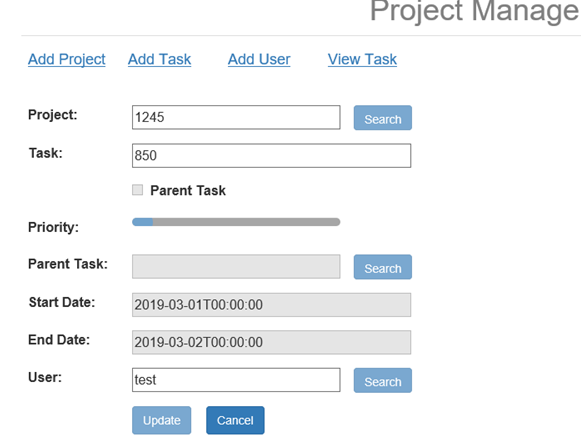 Project Manage
Add Project Add Task Add User View Task
Project: 1245 Search
Task: 850
Parent Task
Priority:
Parent Task: Search
Start Date: 2019-03-01T00:00:00
End Date: 2019-03-02T00:00:00
User: test Search
Update Cancel